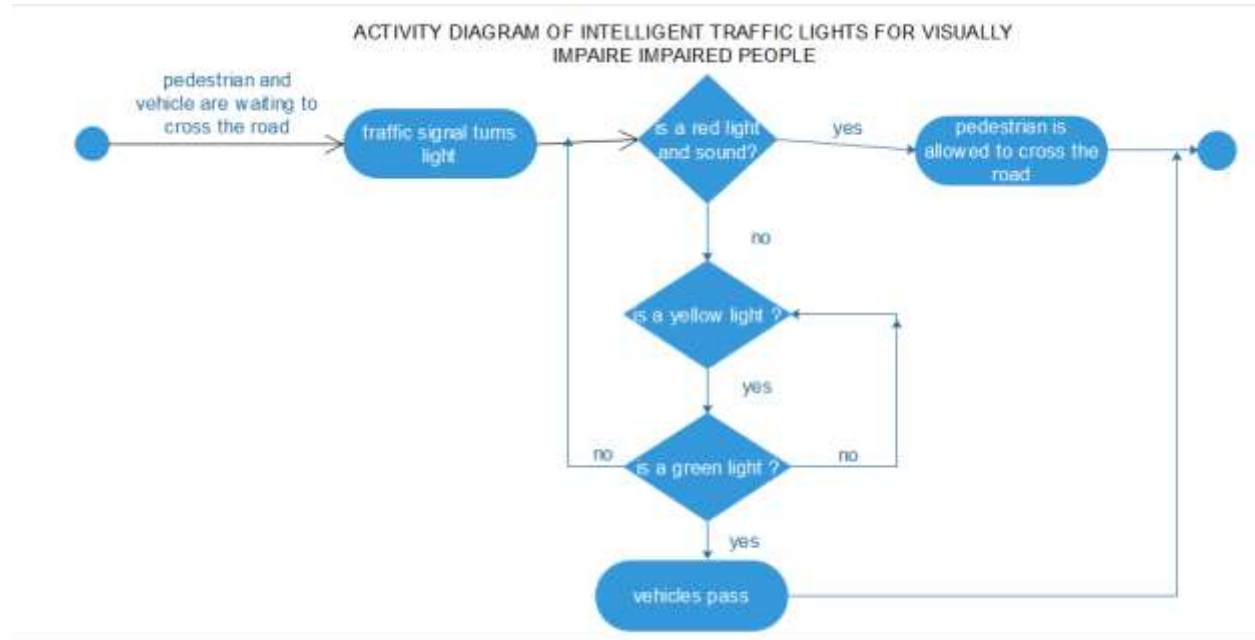 ACTIVITY DIAGRAM OF INTELLIGENT TRAFFIC LIGHTS FOR VISUALLY
IMPAIRE IMPAIRED PEOPLE
pedestrian and
vehicle are waiting to
cross the road
traffic signal turns
light
is a red light
and sound?
yes
pedestrian is
allowed to cross the
road
no
is a yellow light ?
yes
no
is a green light ?
no
yes
vehicles pass